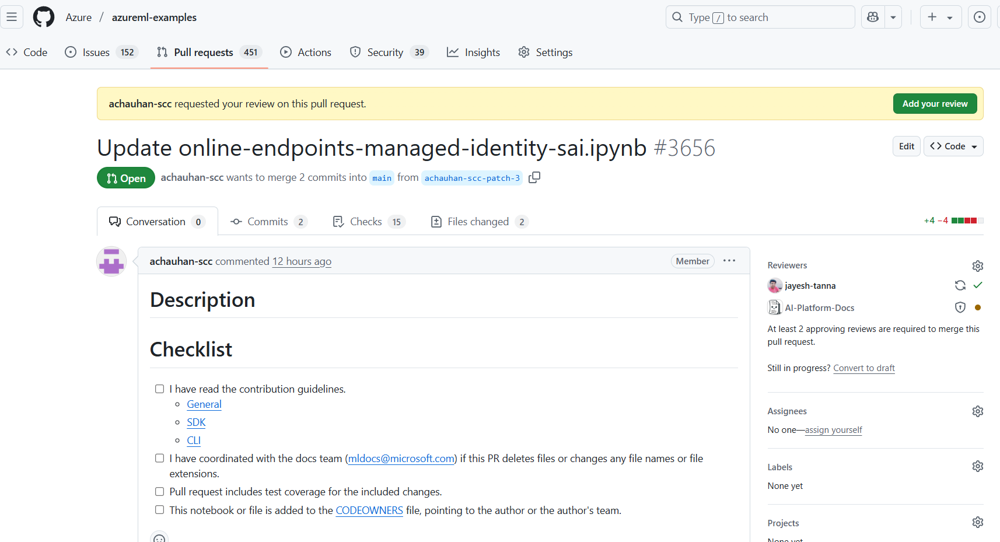 Azure / azureml-examples
Type / to search
Code
Issues 152
Pull requests 451
Actions
Security 39
Insights
Settings
achauhan-scc requested your review on this pull request.
Add your review
Update online-endpoints-managed-identity-sai.ipynb #3656
Edit
Code
Open
achauhan-scc wants to merge 2 commits into main from achauhan-scc-patch-3
Conversation 0
Commits 2
Checks 15
Files changed 2
+4 −4
achauhan-scc commented 12 hours ago
Member
Description
Checklist
I have read the contribution guidelines.
General
SDK
CLI
I have coordinated with the docs team (mldocs@microsoft.com) if this PR deletes files or changes any file names or file
extensions.
Pull request includes test coverage for the included changes.
This notebook or file is added to the CODEOWNERS file, pointing to the author or the author's team.
Reviewers
jayesh-tanna
AI-Platform-Docs
At least 2 approving reviews are required to merge this
pull request.
Still in progress? Convert to draft
Assignees
No one—assign yourself
Labels
None yet
Projects
None yet